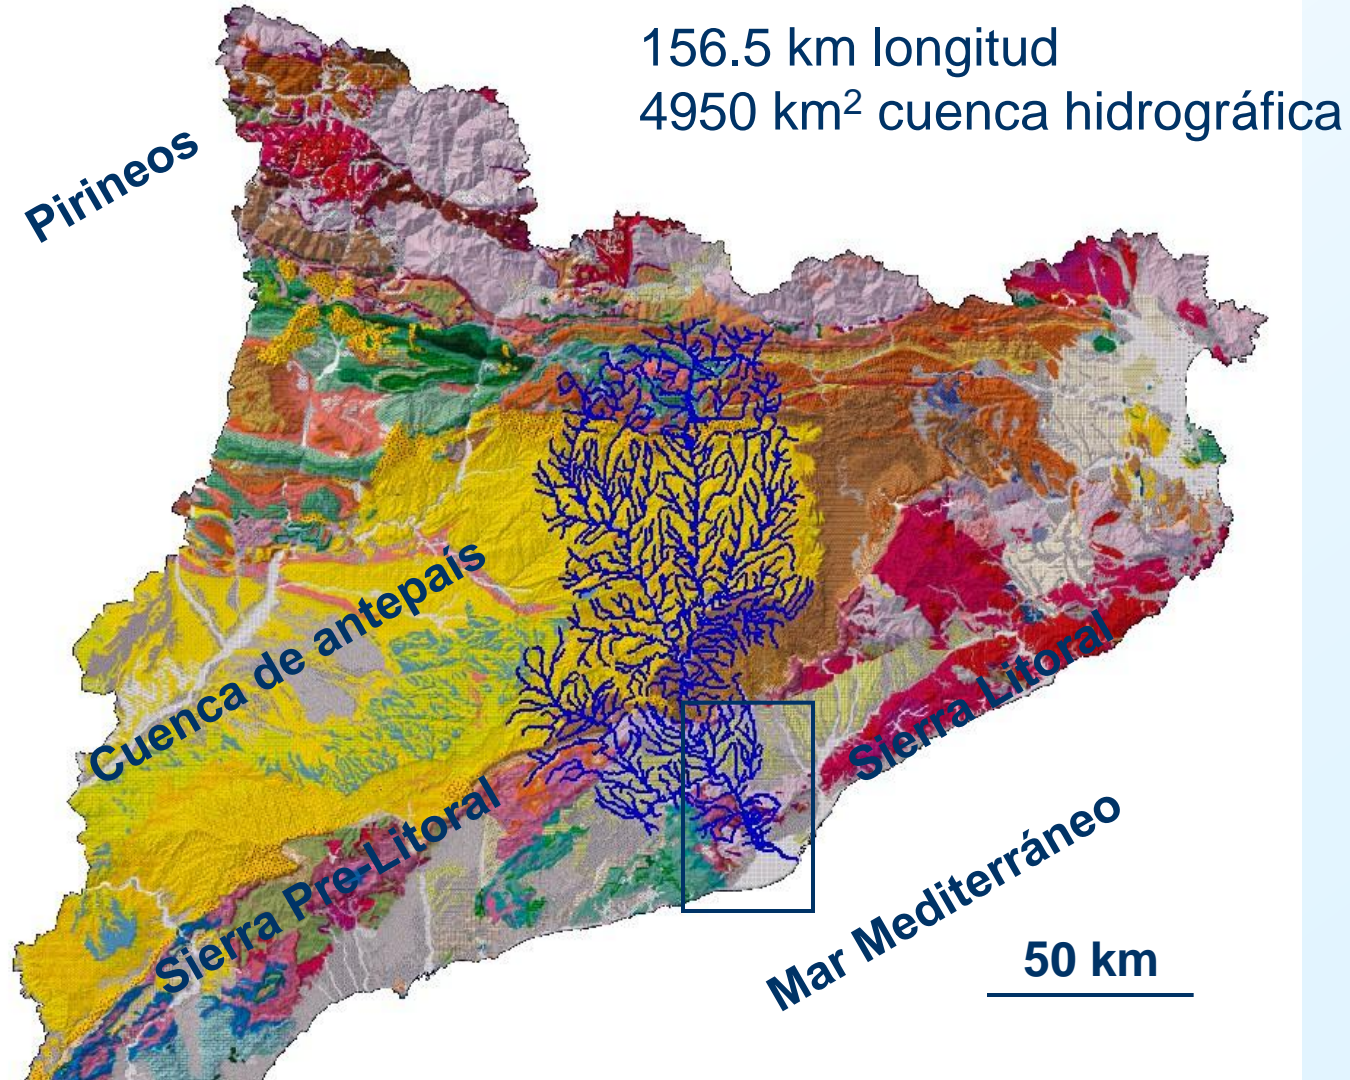 156.5 km longitud
4950 km² cuenca hidrográfica
Pirineos
Cuenca de antepaís
Sierra Litoral
Sierra Pre-Litoral
Mar Mediterráneo
50 km